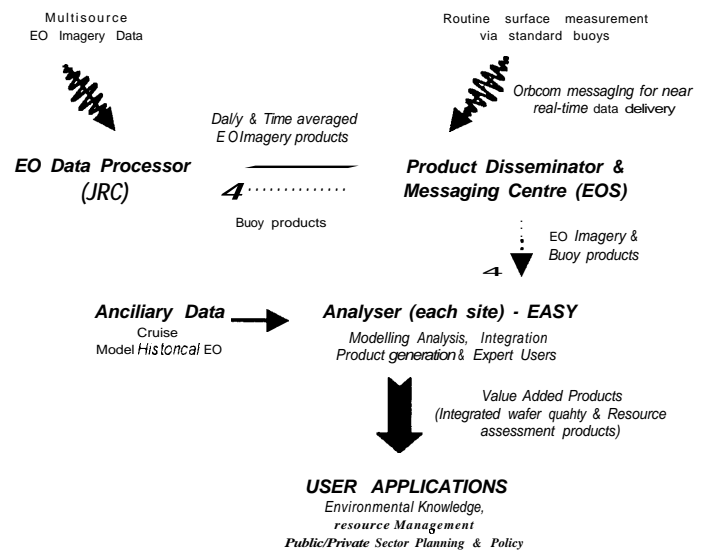 Multisource
EO Imagery Data
Routine surface measurement
via standard buoys
Orbcom messaglng for near
real-time data delivery
Dal/y & Time averaged
E O Imagery products
EO Data Processor
(JRC)
4
Buoy products
Product Disseminator &
Messaging Centre (EOS)
EO Imagery &
Buoy products
4
Anciliary Data
Cruise
Model Histoncal EO
Analyser (each site) - EASY
Modelling Analysis, Integration
Product generation & Expert Users
Value Added Products
(Integrated wafer quahty & Resource
assessment products)
USER APPLICATIONS
Environmental Knowledge,
resource Management
Public/Private Sector Planning & Policy